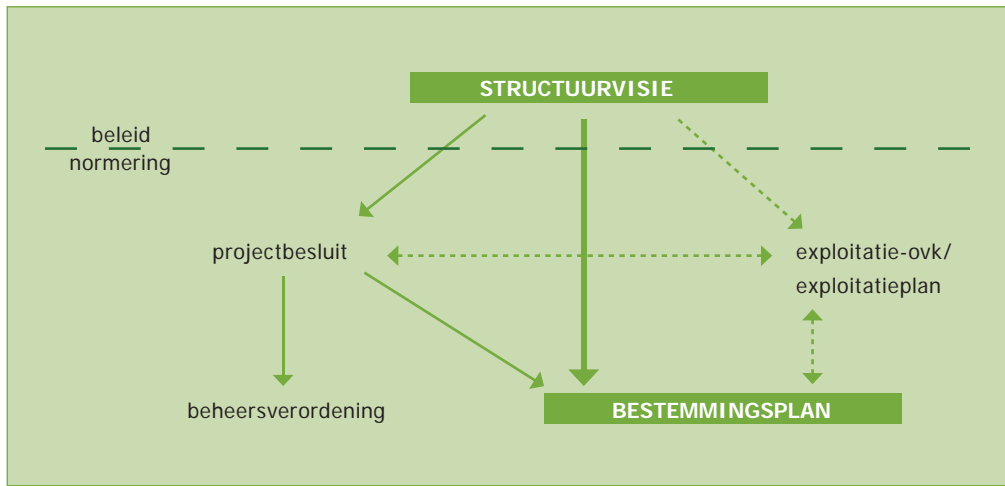 STRUCTUURVISIE
beleid
normering
projectbesluit
exploitatie-ovk/
exploitatieplan
beheersverordening
BESTEMMINGSPLAN